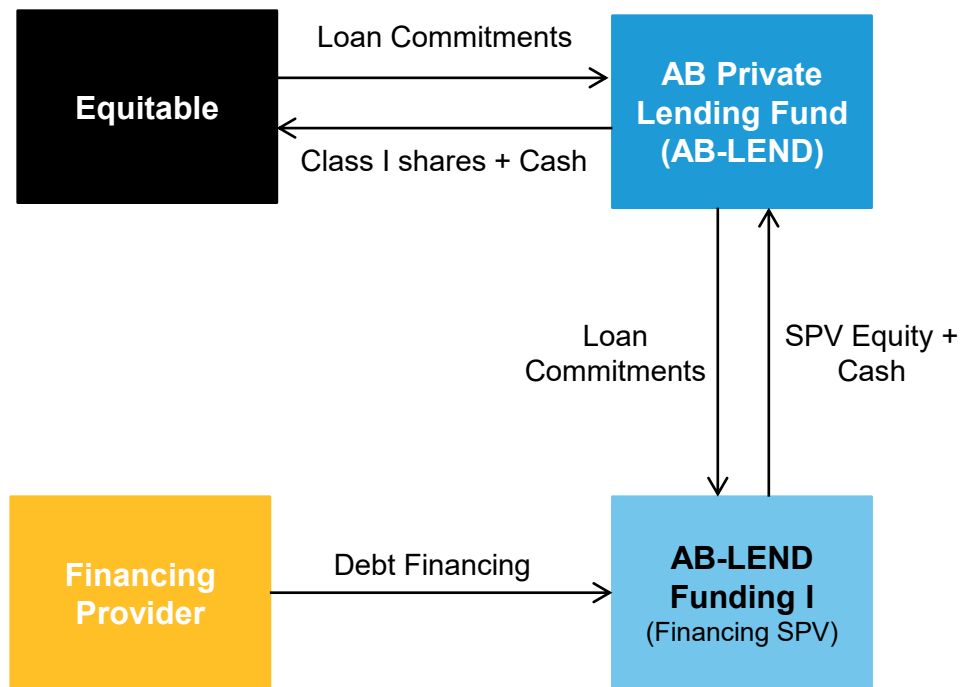 Loan Commitments
Equitable
AB Private
Lending Fund
(AB-LEND)
Class I shares + Cash
Loan
Commitments
SPV Equity +
Cash
Financing
Provider
Debt Financing
AB-LEND
Funding I
(Financing SPV)